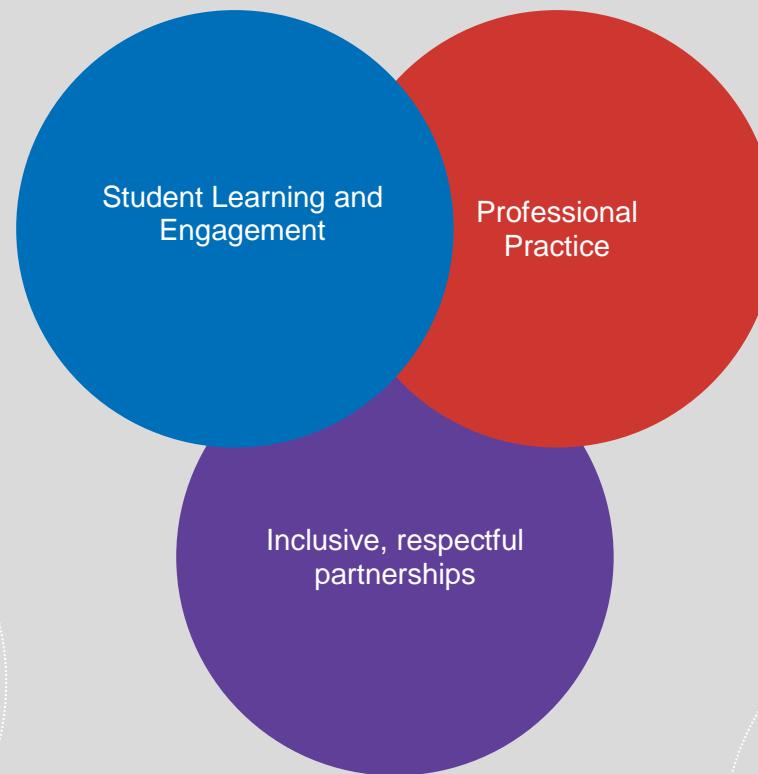 Student Learning and
Engagement
Professional
Practice
Inclusive, respectful
partnerships